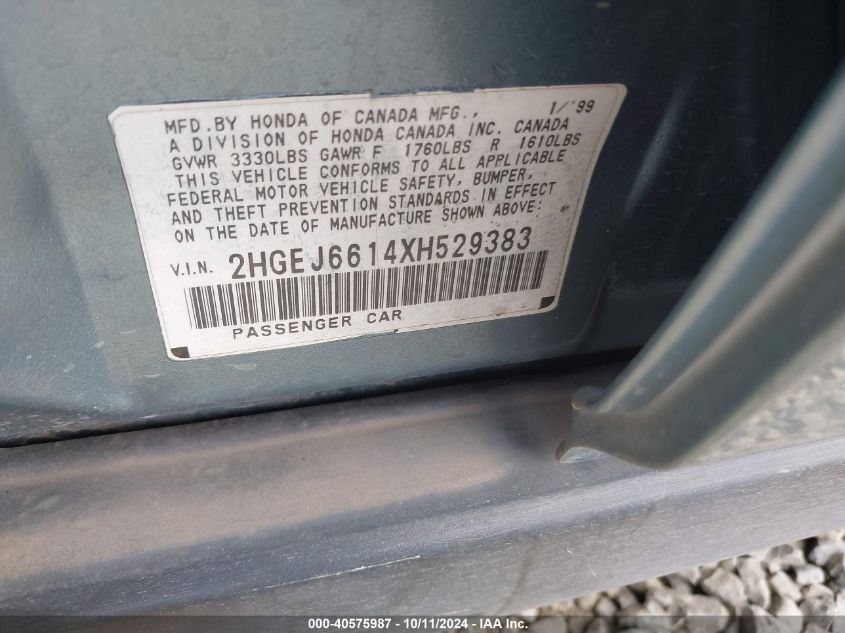 MFD.BY HONDA OF CANADA MFG., 1/'99
A DIVISION OF HONDA CANADA INC. CANADA
GVWR 3330LBS GAWR F 1760LBS R 1610LBS
THIS VEHICLE CONFORMS TO ALL APPLICABLE
FEDERAL MOTOR VEHICLE SAFETY, BUMPER,
AND THEFT PREVENTION STANDARDS IN EFFECT
ON THE DATE OF MANUFACTURE SHOWN ABOVE:
V.I.N. 2HGEJ6614XH529383
PASSENGER CAR
000-40575987 - 10/11/2024 - IAA Inc.